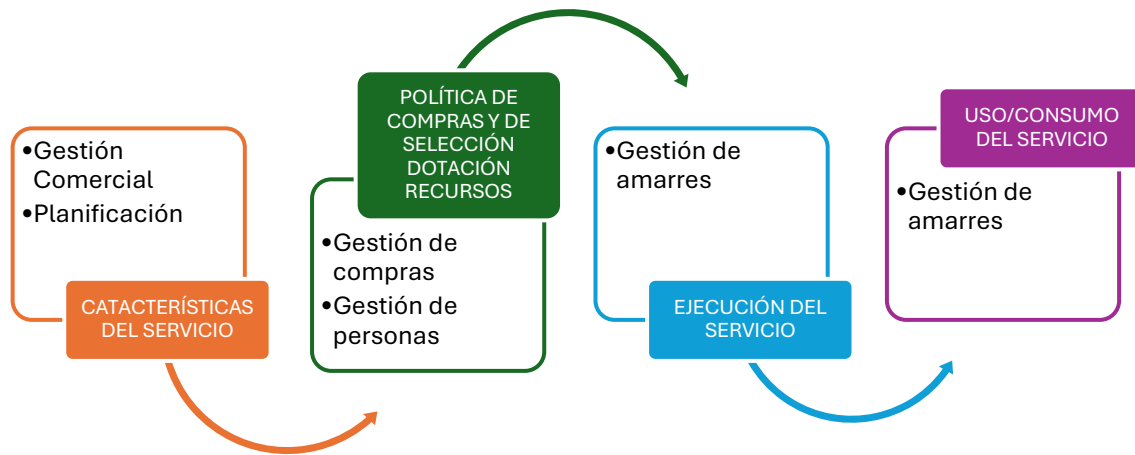 •Gestión
Comercial
•Planificación
CATACTERÍSTICAS
DEL SERVICIO
POLÍTICA DE
COMPRAS Y DE
SELECCIÓN
DOTACIÓN
RECURSOS
•Gestión de
compras
•Gestión de
personas
•Gestión de
amarres
EJECUCIÓN DEL
SERVICIO
USO/CONSUMO
DEL SERVICIO
•Gestión de
amarres